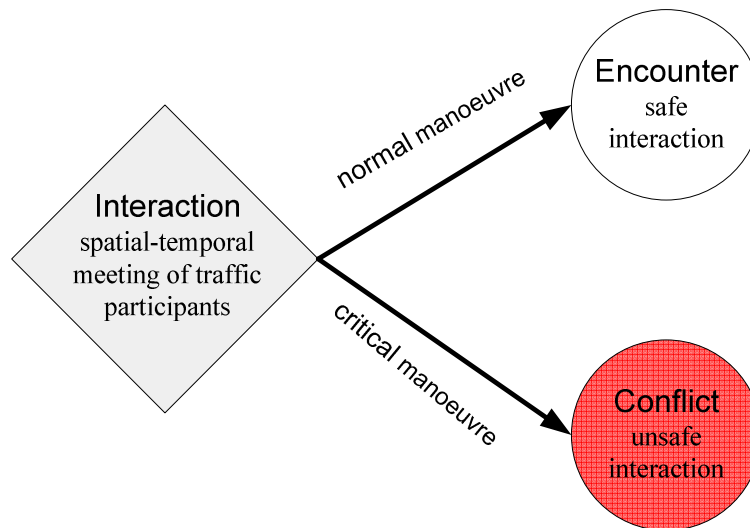 Interaction
spatial-temporal
meeting of traffic
participants
normal manoeuvre
Encounter
safe
interaction
critical manoeuvre
Conflict
unsafe
interaction